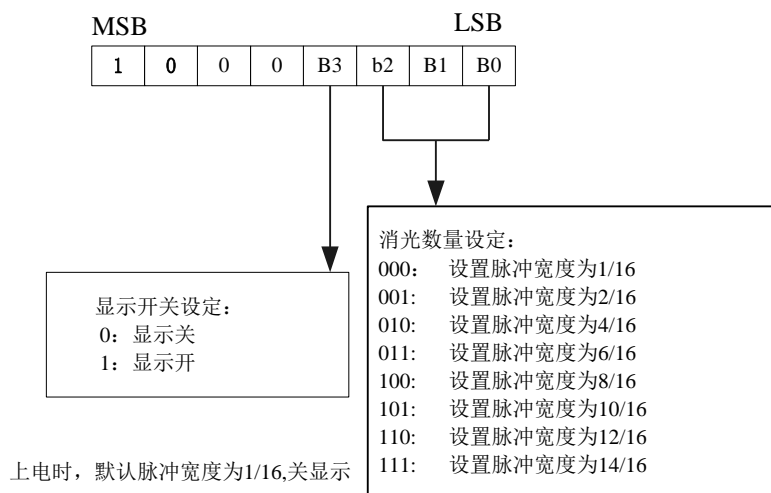 MSB LSB
1 0 0 0 B3 b2 B1 B0
显示开关设定：
0：显示关
1：显示开
消光数量设定：
000： 设置脉冲宽度为1/16
001: 设置脉冲宽度为2/16
010: 设置脉冲宽度为4/16
011: 设置脉冲宽度为6/16
100: 设置脉冲宽度为8/16
101: 设置脉冲宽度为10/16
110: 设置脉冲宽度为12/16
111: 设置脉冲宽度为14/16
上电时，默认脉冲宽度为1/16,关显示